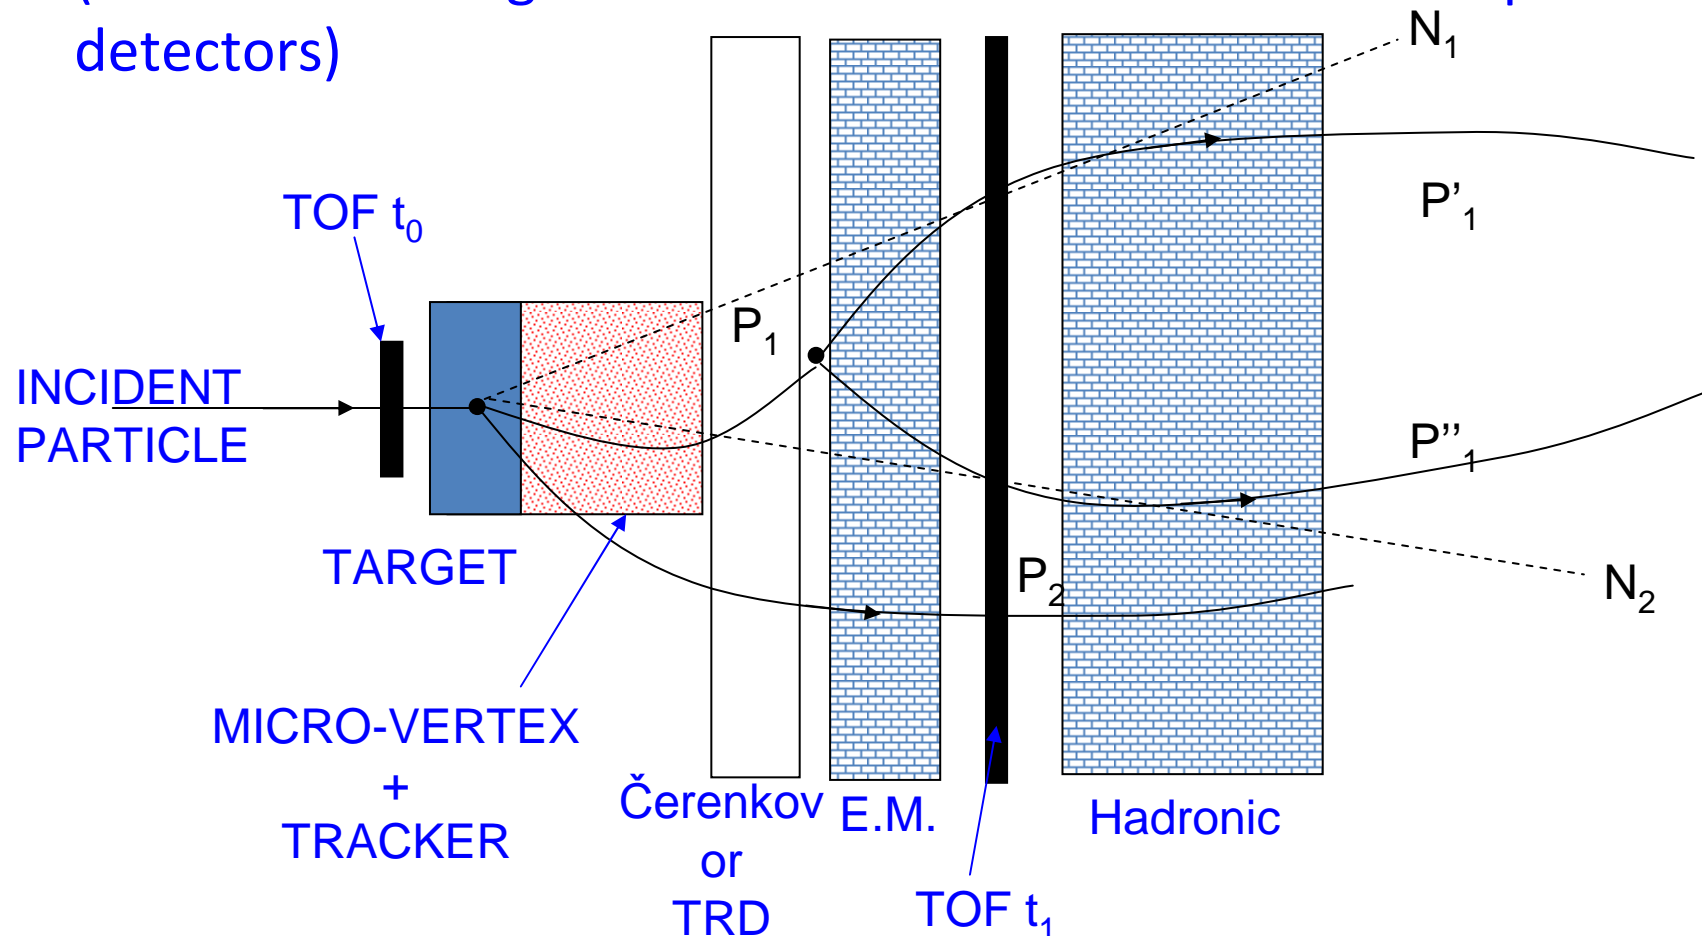 detectors)
N₁
P'₁
TOF t₀
P₁
INCIDENT
PARTICLE
P''₁
TARGET
P₂
N₂
MICRO-VERTEX
+
TRACKER
Čerenkov
or
TRD
E.M.
Hadronic
TOF t₁